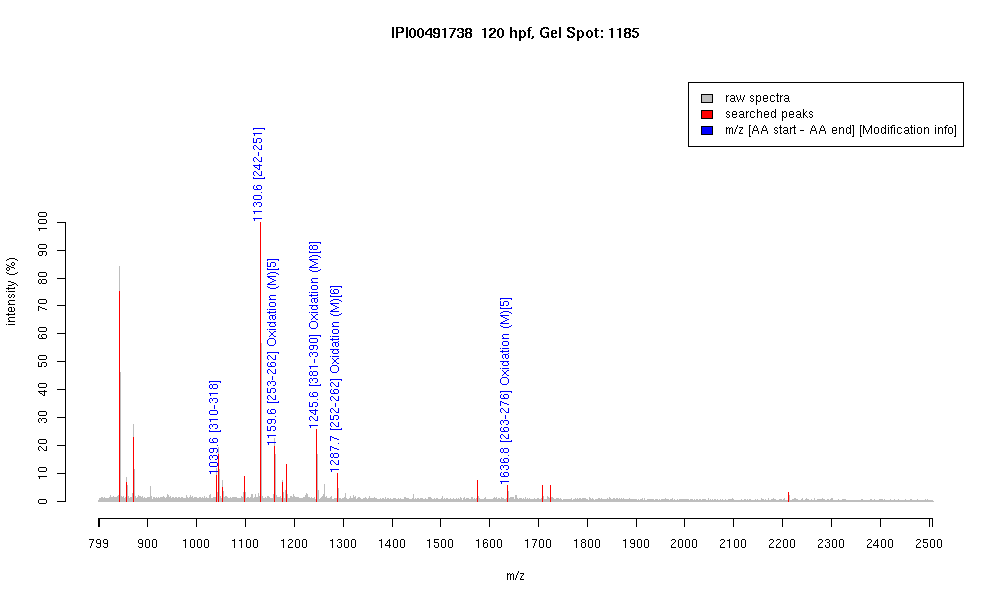 IPI00491738 120 hpf, Gel Spot: 1185
raw spectra
searched peaks
m/z [AA start - AA end] [Modification info]
1039.6 [310-318]
1130.6 [242-251]
1159.6 [253-262] Oxidation (M)[5]
1245.6 [381-390] Oxidation (M)[8]
1287.7 [252-262] Oxidation (M)[6]
1636.8 [263-276] Oxidation (M)[5]
intensity (%)
100
90
80
70
60
50
40
30
20
10
0
799 900 1000 1100 1200 1300 1400 1500 1600 1700 1800 1900 2000 2100 2200 2300 2400 2500
m/z